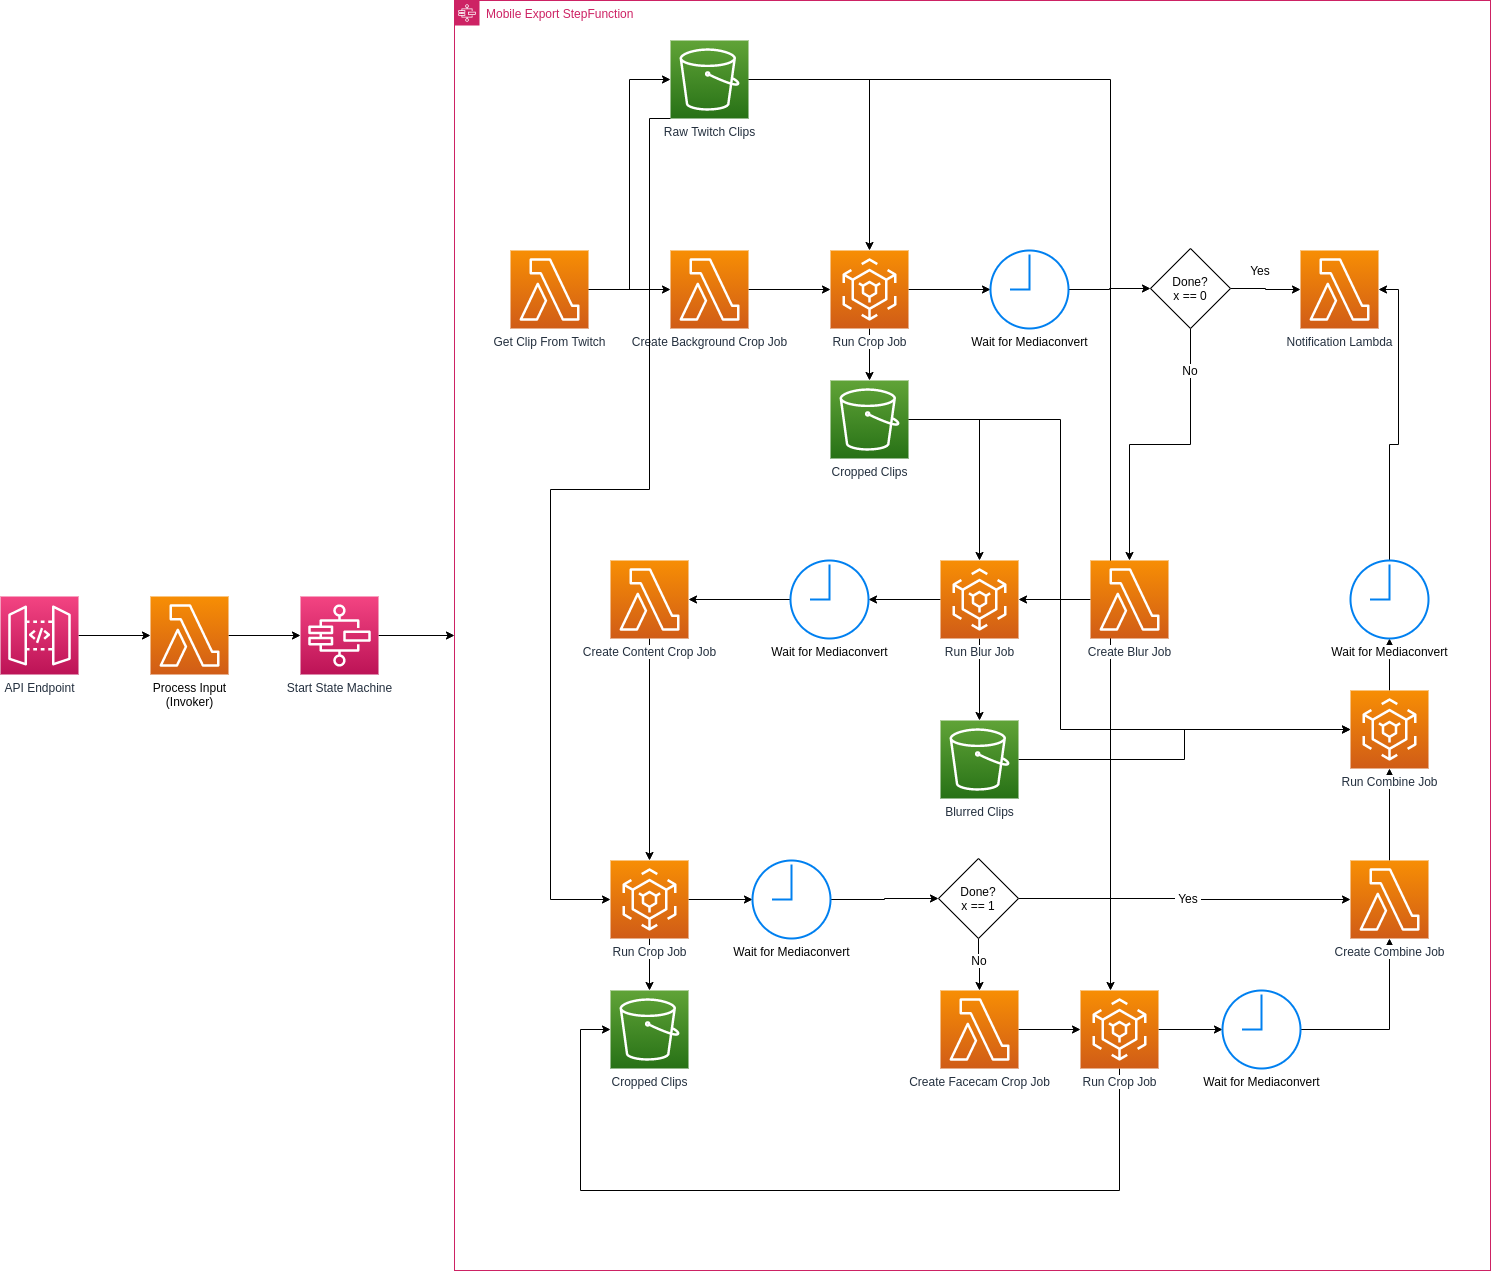 Mobile Export StepFunction
Raw Twitch Clips
Done?
x == 0
Yes
Get Clip From Twitch
Create Background Crop Job
Run Crop Job
Wait for Mediaconvert
Notification Lambda
No
Cropped Clips
Create Content Crop Job
Wait for Mediaconvert
Run Blur Job
Create Blur Job
Wait for Mediaconvert
API Endpoint
Process Input
(Invoker)
Start State Machine
Run Combine Job
Blurred Clips
Done?
x == 1
Yes
Run Crop Job
Wait for Mediaconvert
No
Create Combine Job
Cropped Clips
Create Facecam Crop Job
Run Crop Job
Wait for Mediaconvert